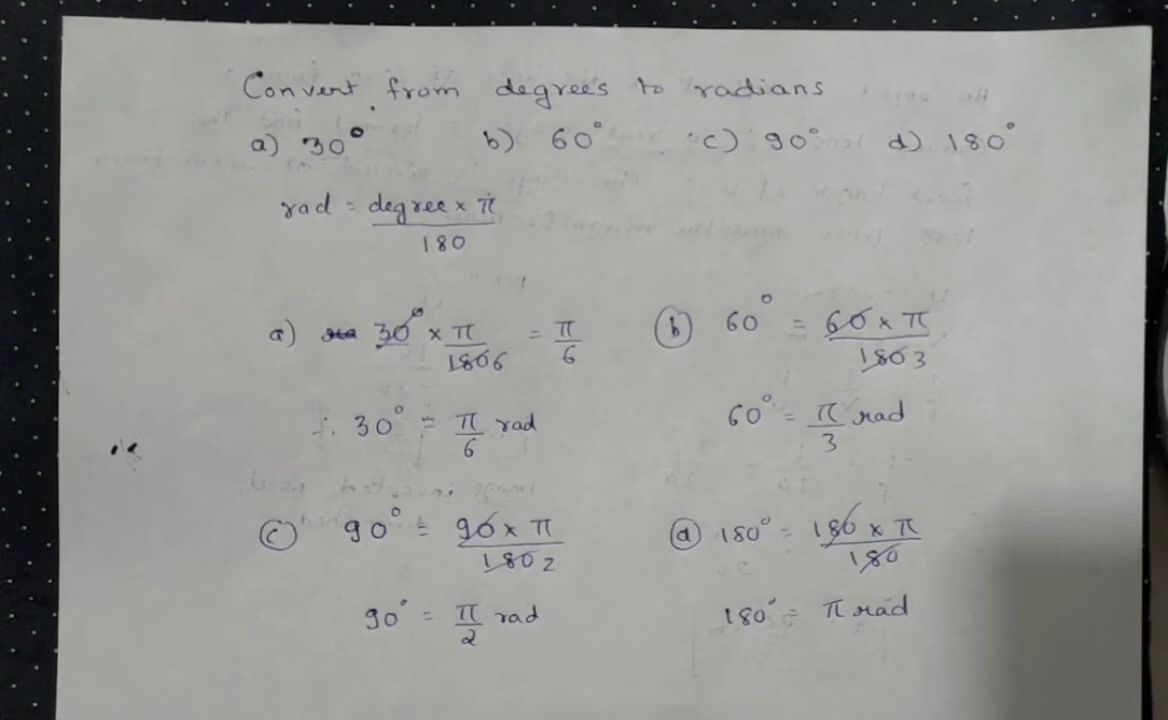 Convert from degrees to radians
a) 30° b) 60° c) 90° d) 180°
rad = degree × π / 180
a) 30° × π / 180 6 = π / 6
∴ 30° = π / 6 rad
(b) 60° = 60 × π / 180 3
60° = π / 3 rad
(c) 90° = 90 × π / 180 2
90° = π / 2 rad
(d) 180° = 180 × π / 180
180° = π rad